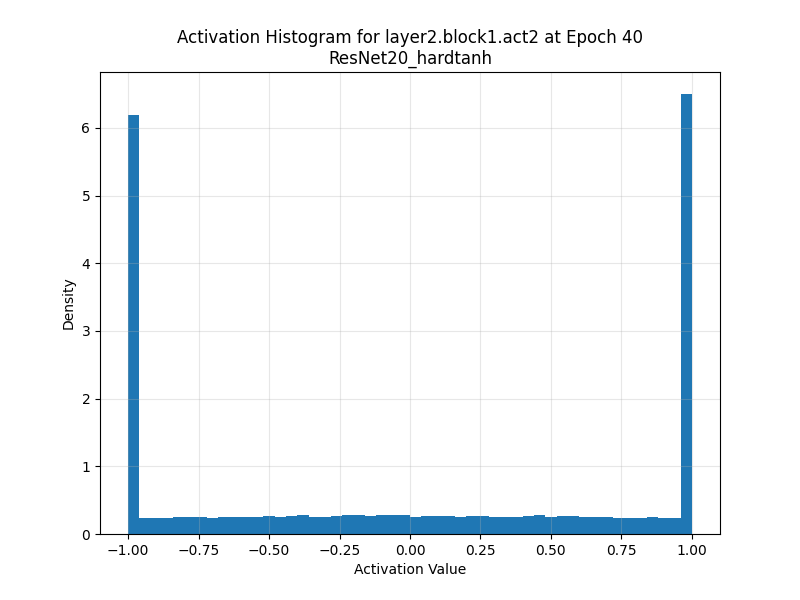 Activation Histogram for layer2.block1.act2 at Epoch 40
ResNet20_hardtanh
Density
6
5
4
3
2
1
0
−1.00 −0.75 −0.50 −0.25 0.00 0.25 0.50 0.75 1.00
Activation Value